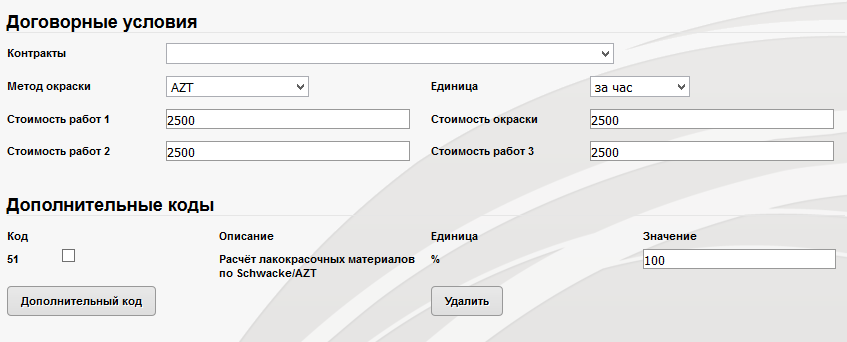 Договорные условия
Контракты
Метод окраски AZT Единица за час
Стоимость работ 1 2500 Стоимость окраски 2500
Стоимость работ 2 2500 Стоимость работ 3 2500
Дополнительные коды
Код Описание Единица Значение
51 Расчёт лакокрасочных материалов % 100
по Schwacke/AZT
Дополнительный код Удалить